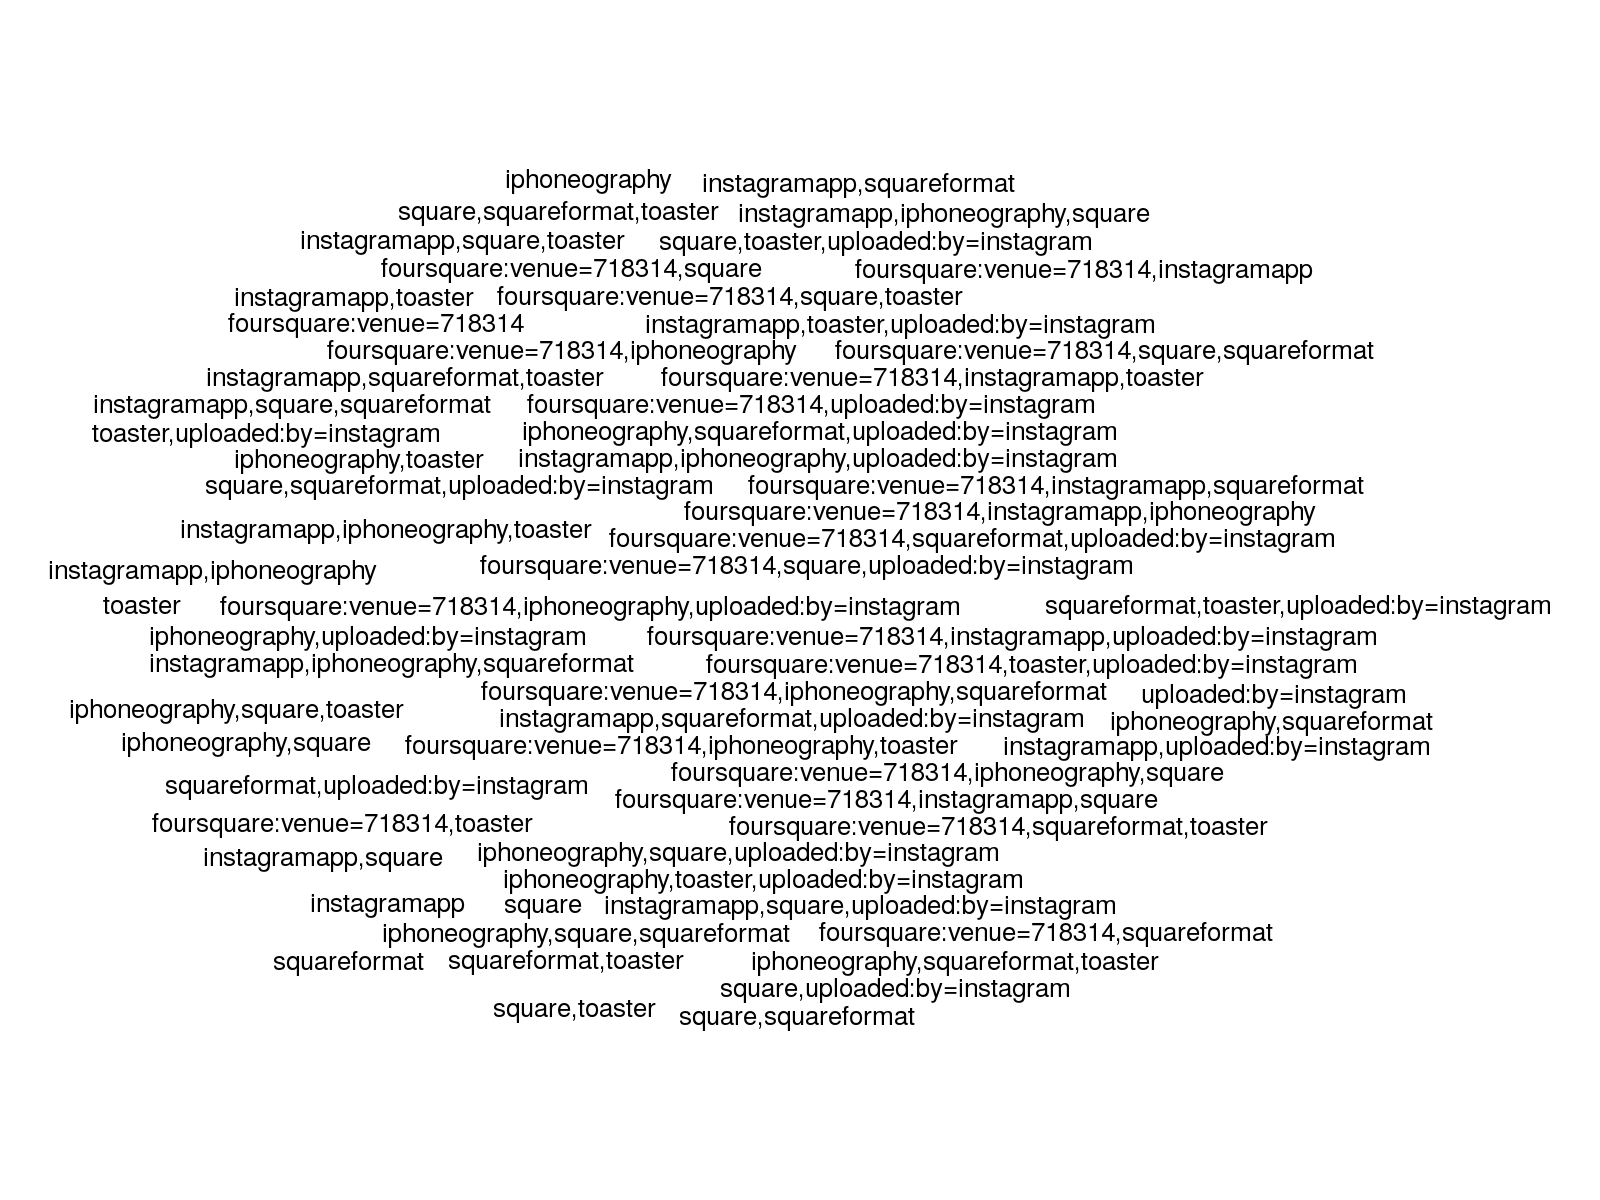 iphoneography instagramapp,squareformat
square,squareformat,toaster instagramapp,iphoneography,square
instagramapp,square,toaster square,toaster,uploaded:by=instagram
foursquare:venue=718314,square foursquare:venue=718314,instagramapp
instagramapp,toaster foursquare:venue=718314,square,toaster
foursquare:venue=718314 instagramapp,toaster,uploaded:by=instagram
foursquare:venue=718314,iphoneography foursquare:venue=718314,square,squareformat
instagramapp,squareformat,toaster foursquare:venue=718314,instagramapp,toaster
instagramapp,square,squareformat foursquare:venue=718314,uploaded:by=instagram
toaster,uploaded:by=instagram iphoneography,squareformat,uploaded:by=instagram
iphoneography,toaster instagramapp,iphoneography,uploaded:by=instagram
square,squareformat,uploaded:by=instagram foursquare:venue=718314,instagramapp,squareformat
foursquare:venue=718314,instagramapp,iphoneography
instagramapp,iphoneography,toaster foursquare:venue=718314,squareformat,uploaded:by=instagram
instagramapp,iphoneography foursquare:venue=718314,square,uploaded:by=instagram
toaster foursquare:venue=718314,iphoneography,uploaded:by=instagram squareformat,toaster,uploaded:by=instagram
iphoneography,uploaded:by=instagram foursquare:venue=718314,instagramapp,uploaded:by=instagram
instagramapp,iphoneography,squareformat foursquare:venue=718314,toaster,uploaded:by=instagram
foursquare:venue=718314,iphoneography,squareformat uploaded:by=instagram
iphoneography,square,toaster instagramapp,squareformat,uploaded:by=instagram iphoneography,squareformat
iphoneography,square foursquare:venue=718314,iphoneography,toaster instagramapp,uploaded:by=instagram
foursquare:venue=718314,iphoneography,square
squareformat,uploaded:by=instagram foursquare:venue=718314,instagramapp,square
foursquare:venue=718314,toaster foursquare:venue=718314,squareformat,toaster
instagramapp,square iphoneography,square,uploaded:by=instagram
iphoneography,toaster,uploaded:by=instagram
instagramapp square instagramapp,square,uploaded:by=instagram
iphoneography,square,squareformat foursquare:venue=718314,squareformat
squareformat squareformat,toaster iphoneography,squareformat,toaster
square,uploaded:by=instagram
square,toaster square,squareformat